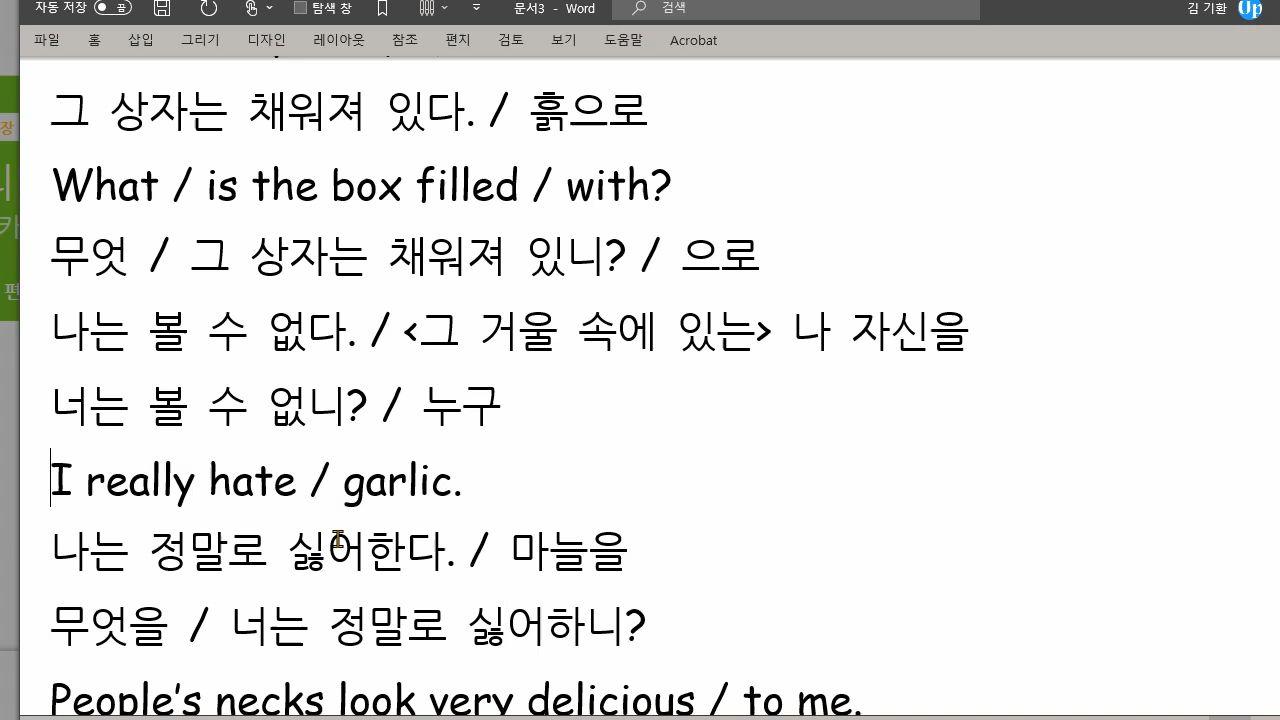 자동 저장 끔 탐색 창 문서3 - Word 검색 김 기환 Up
파일 홈 삽입 그리기 디자인 레이아웃 참조 편지 검토 보기 도움말 Acrobat
그 상자는 채워져 있다. / 흙으로
What / is the box filled / with?
무엇 / 그 상자는 채워져 있니? / 으로
나는 볼 수 없다. / <그 거울 속에 있는> 나 자신을
너는 볼 수 없니? / 누구
I really hate / garlic.
나는 정말로 싫어한다. / 마늘을
무엇을 / 너는 정말로 싫어하니?
People's necks look very delicious / to me.